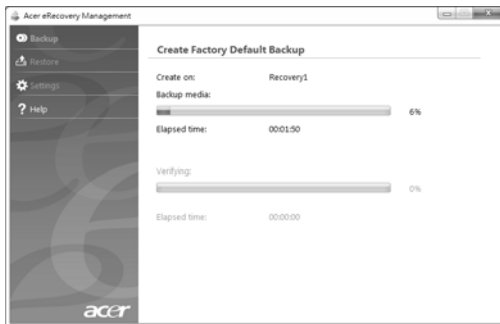 Acer eRecovery Management
Backup
Restore
Settings
? Help
Create Factory Default Backup
Create on: Recovery1
Backup media:
6%
Elapsed time: 00:01:50
Verifying:
0%
Elapsed time: 00:00:00
acer